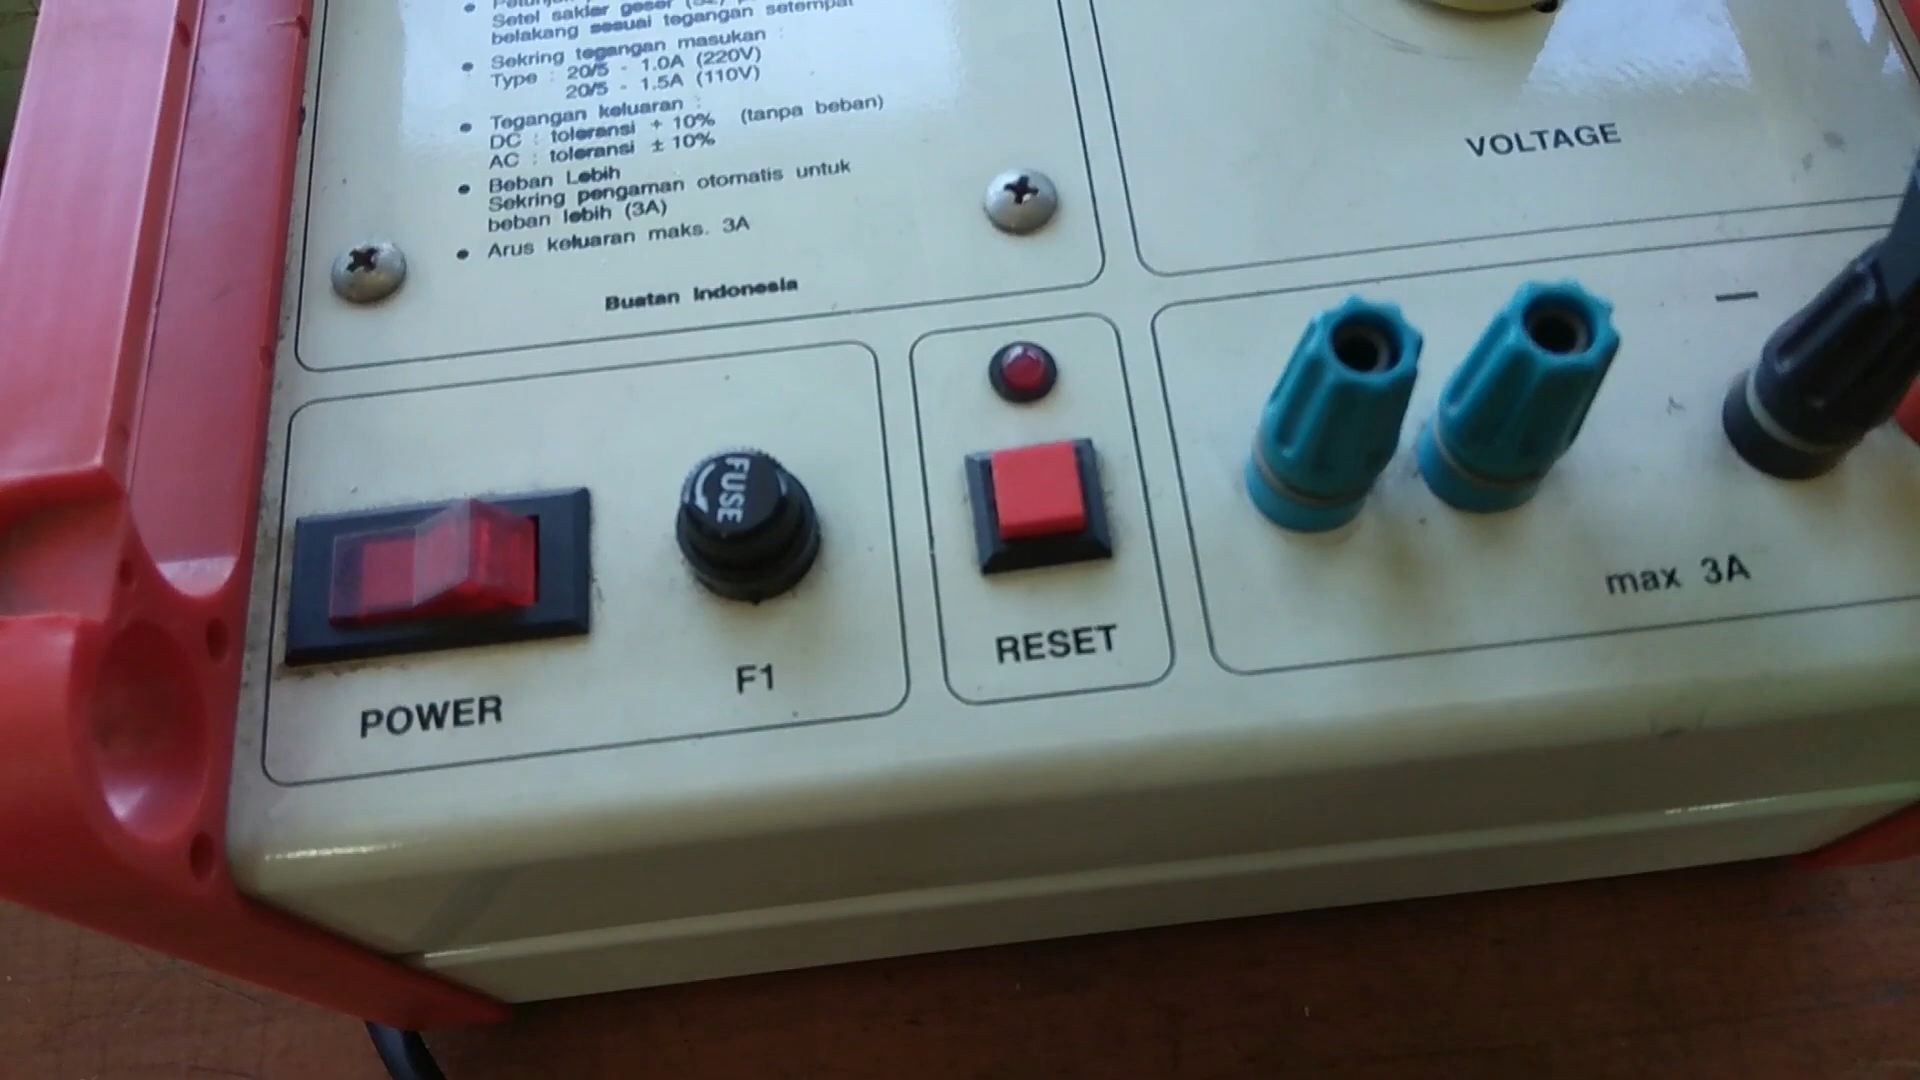 Setel saklar geser
belakang sesuai tegangan setempat
• Sekring tegangan masukan :
Type : 20/5 - 1.0A (220V)
20/5 - 1.5A (110V)
• Tegangan keluaran :
DC : toleransi + 10% (tanpa beban)
AC : toleransi ± 10%
• Beban Lebih
Sekring pengaman otomatis untuk
beban lebih (3A)
• Arus keluaran maks. 3A
Buatan Indonesia
VOLTAGE
−
FUSE
max 3A
RESET
F1
POWER